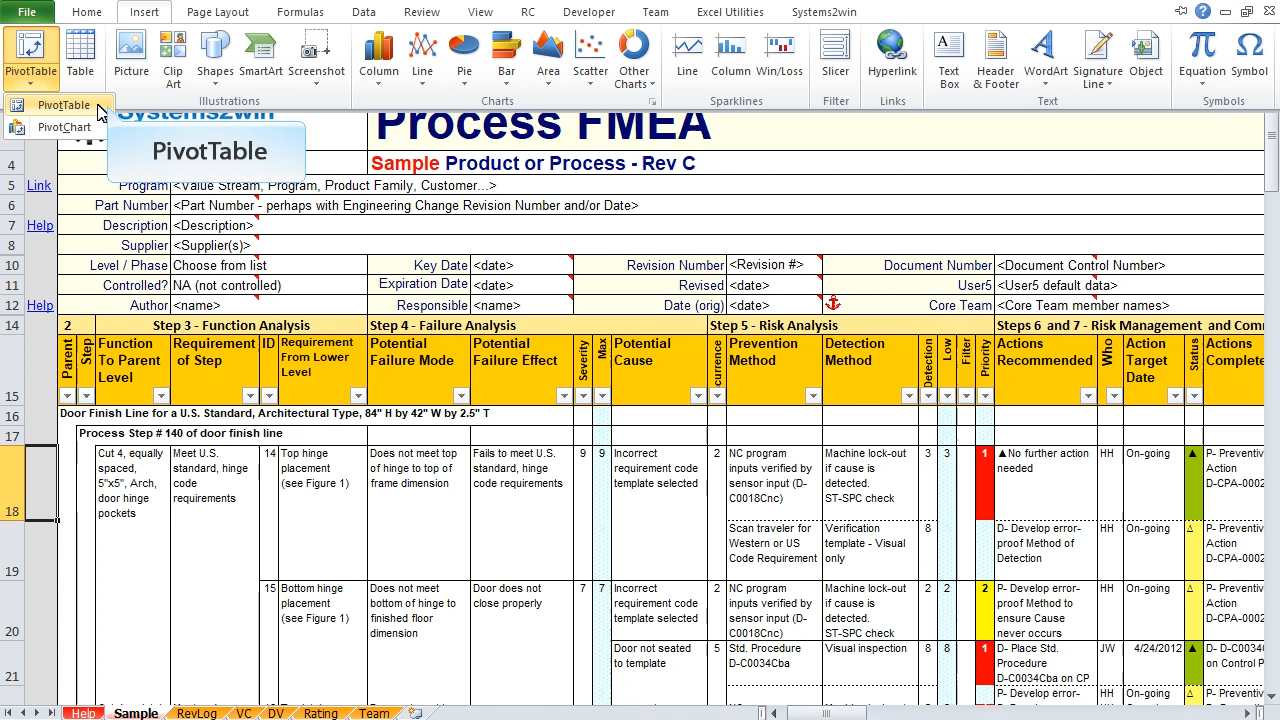 File Home Insert Page Layout Formulas Data Review View RC Developer Team Excel Utilities Systems2win
PivotTable Table Picture Clip Art Shapes SmartArt Screenshot Column Line Pie Bar Area Scatter Other Charts Line Column Win/Loss Slicer Hyperlink Text Box Header & Footer WordArt Signature Line Object Equation Symbol
Illustrations Charts Sparklines Filter Links Text Symbols
PivotTable
PivotChart
PivotTable
Systems2win
Process FMEA
4 Sample Product or Process - Rev C
5 Link Program <Value Stream, Program, Product Family, Customer...>
6 Part Number <Part Number - perhaps with Engineering Change Revision Number and/or Date>
7 Help Description <Description>
8 Supplier <Supplier(s)>
10 Level / Phase Choose from list Key Date <date> Revision Number <Revision #> Document Number <Document Control Number>
11 Controlled? NA (not controlled) Expiration Date <date> Revised <date> User5 <User5 default data>
12 Help Author <name> Responsible <name> Date (orig) <date> Core Team <Core Team member names>
14 2 Step 3 - Function Analysis Step 4 - Failure Analysis Step 5 - Risk Analysis Steps 6 and 7 - Risk Management and Com
15 Parent Step Function To Parent Level Requirement of Step ID Requirement From Lower Level Potential Failure Mode Potential Failure Effect Severity Max Potential Cause currence Prevention Method Detection Method Detection Low Filter Priority Actions Recommended Who Action Target Date Status Actions Complete
16 Door Finish Line for a U.S. Standard, Architectural Type, 84" H by 42" W by 2.5" T
17 Process Step # 140 of door finish line
18 Cut 4, equally spaced, 5"x5", Arch, door hinge pockets Meet U.S. standard, hinge code requirements 14 Top hinge placement (see Figure 1) Does not meet top of hinge to top of frame dimension Fails to meet U.S. standard, hinge code requirements 9 9 Incorrect requirement code template selected 2 NC program inputs verified by sensor input (D-C0018Cnc) Machine lock-out if cause is detected. ST-SPC check 3 3 1 ▲No further action needed HH On-going ▲ P- Preventiv Action D-CPA-0002
19 Scan traveler for Western or US Code Requirement Verification template - Visual only 8 D- Develop error-proof Method of Detection HH On-going Δ P- Preventiv Action D-CPA-0002
20 15 Bottom hinge placement (see Figure 1) Does not meet bottom of hinge to finished floor dimension Door does not close properly 7 7 Incorrect requirement code template selected 2 NC program inputs verified by sensor input (D-C0018Cnc) Machine lock-out if cause is detected. ST-SPC check 2 2 2 P- Develop error-proof Method to ensure Cause never occurs HH On-going Δ P- Preventiv Action D-CPA-0002
21 Door not seated to template 5 Std. Procedure D-C0034Cba Visual inspection 8 8 1 D- Place Std. Procedure D-C0034Cba on CP JW 4/24/2012 ▲ D- D-C0034 on Control P
P- Develop error- HH On-going Δ P- Preventiv
Help Sample RevLog VC DV Rating Team